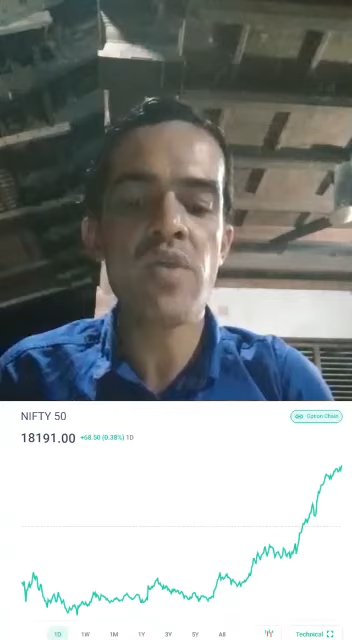 NIFTY 50
Option Chain
18191.00 +68.50 (0.38%) 1D
1D 1W 1M 1Y 3Y 5Y All
Technical